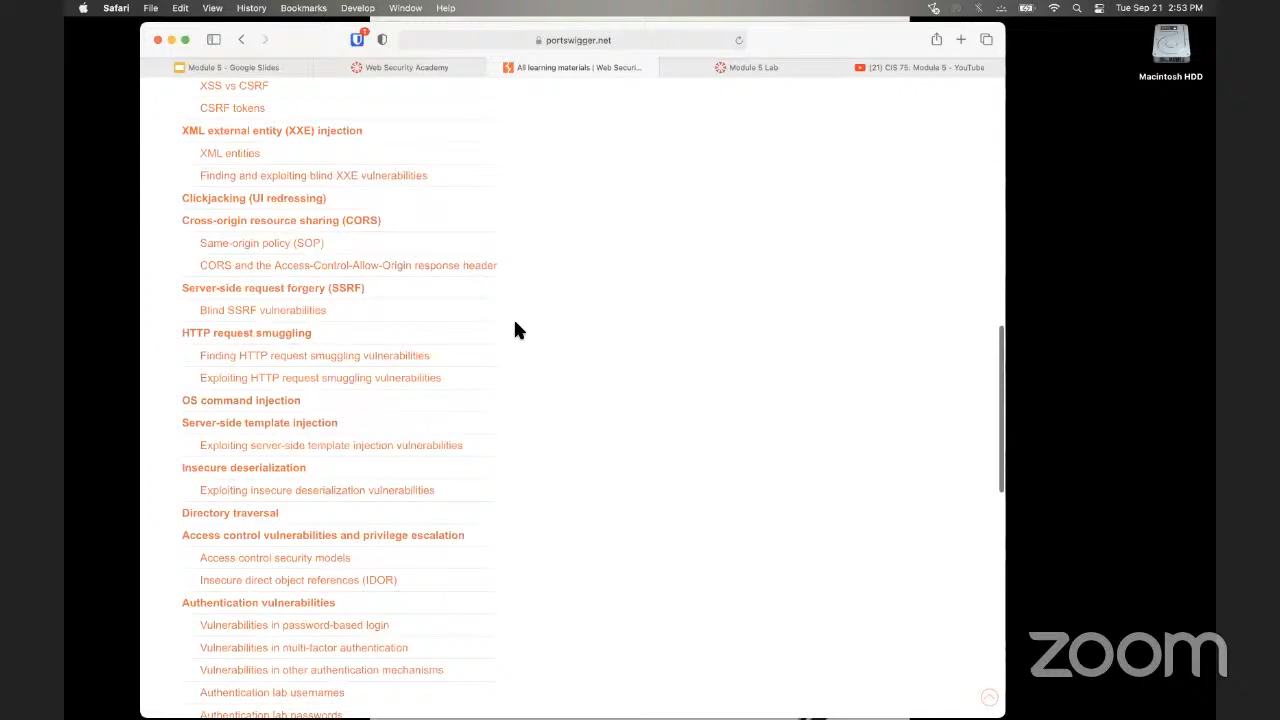 Safari File Edit View History Bookmarks Develop Window Help
Tue Sep 21 2:53 PM
1
portswigger.net
Module 5 - Google Slides
Web Security Academy
All learning materials | Web Securi...
Module 5 Lab
(21) CIS 75: Module 5 - YouTube
Macintosh HDD
XSS vs CSRF
CSRF tokens
XML external entity (XXE) injection
XML entities
Finding and exploiting blind XXE vulnerabilities
Clickjacking (UI redressing)
Cross-origin resource sharing (CORS)
Same-origin policy (SOP)
CORS and the Access-Control-Allow-Origin response header
Server-side request forgery (SSRF)
Blind SSRF vulnerabilities
HTTP request smuggling
Finding HTTP request smuggling vulnerabilities
Exploiting HTTP request smuggling vulnerabilities
OS command injection
Server-side template injection
Exploiting server-side template injection vulnerabilities
Insecure deserialization
Exploiting insecure deserialization vulnerabilities
Directory traversal
Access control vulnerabilities and privilege escalation
Access control security models
Insecure direct object references (IDOR)
Authentication vulnerabilities
Vulnerabilities in password-based login
Vulnerabilities in multi-factor authentication
Vulnerabilities in other authentication mechanisms
Authentication lab usernames
Authentication lab passwords
zoom